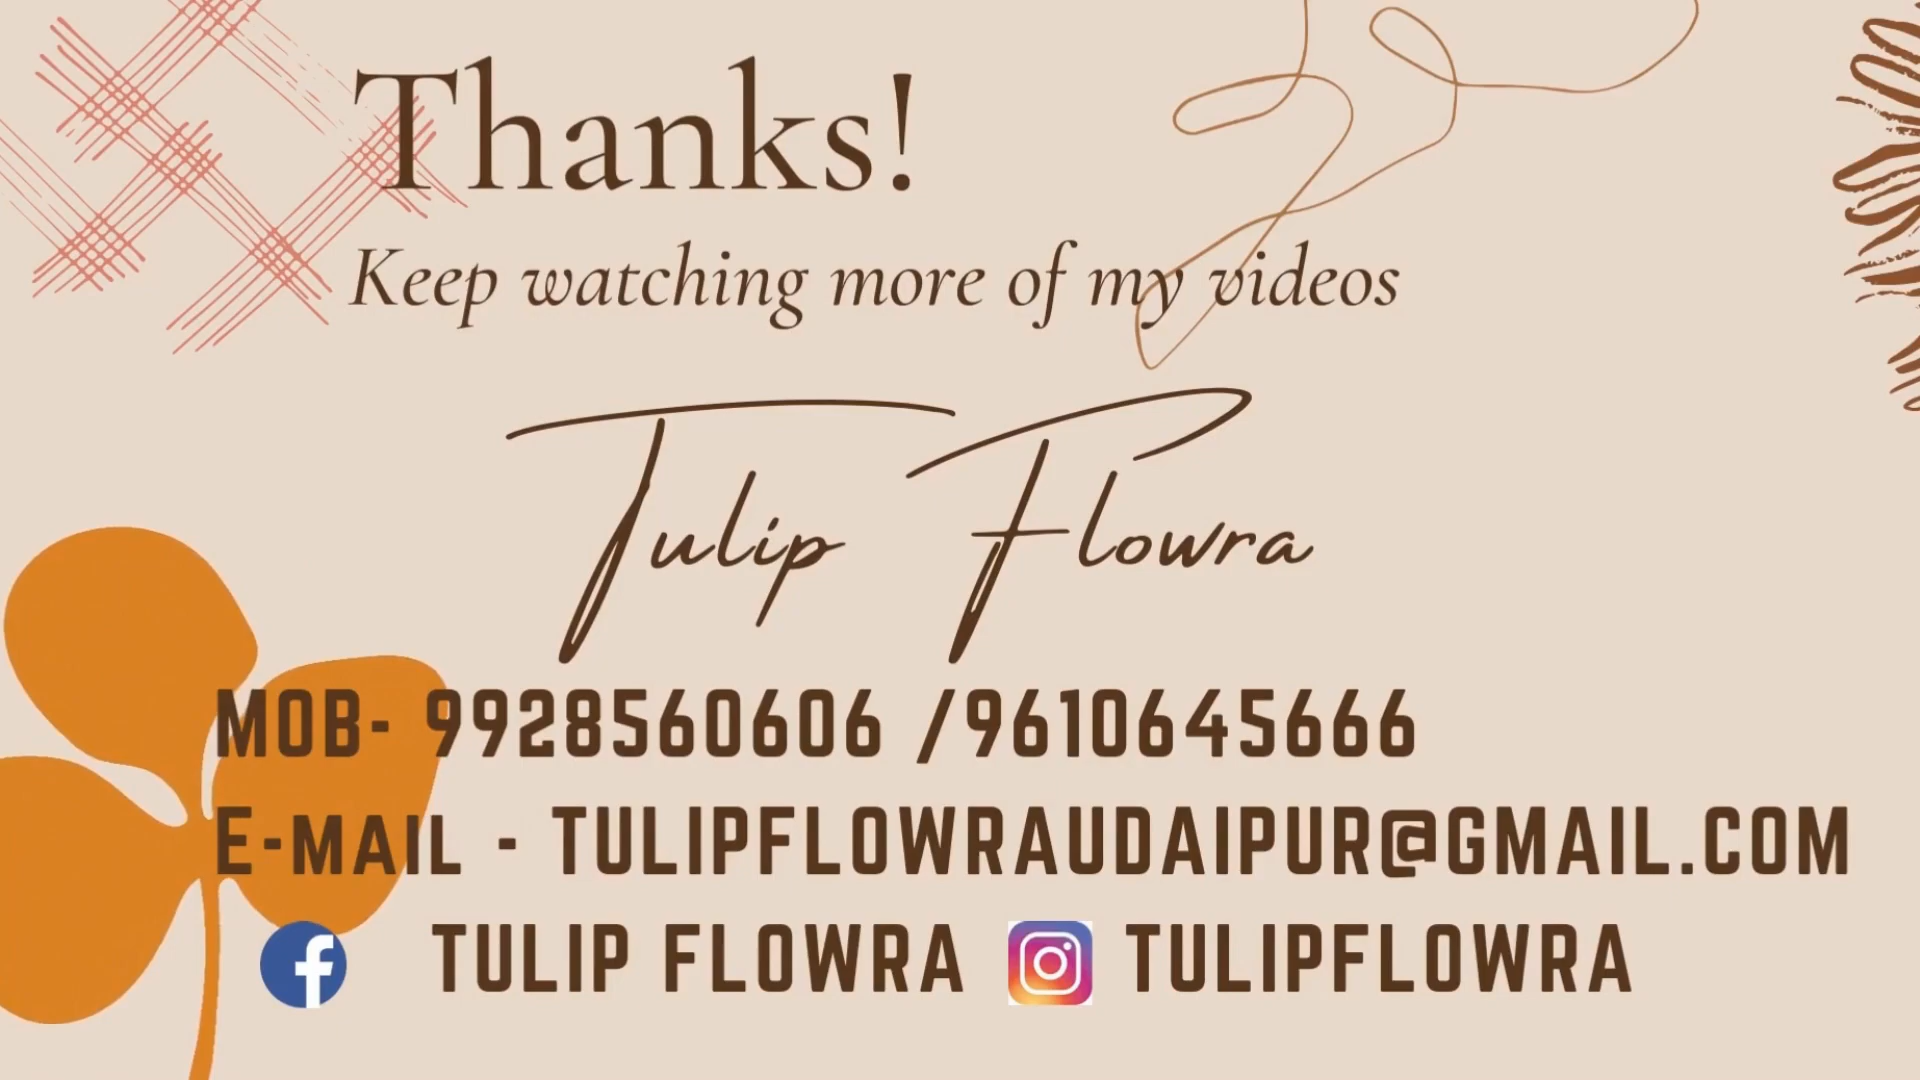 Thanks!
Keep watching more of my videos
Tulip Flowra
MOB- 9928560606 /9610645666
E-MAIL - TULIPFLOWRAUDAIPUR@GMAIL.COM
TULIP FLOWRA TULIPFLOWRA